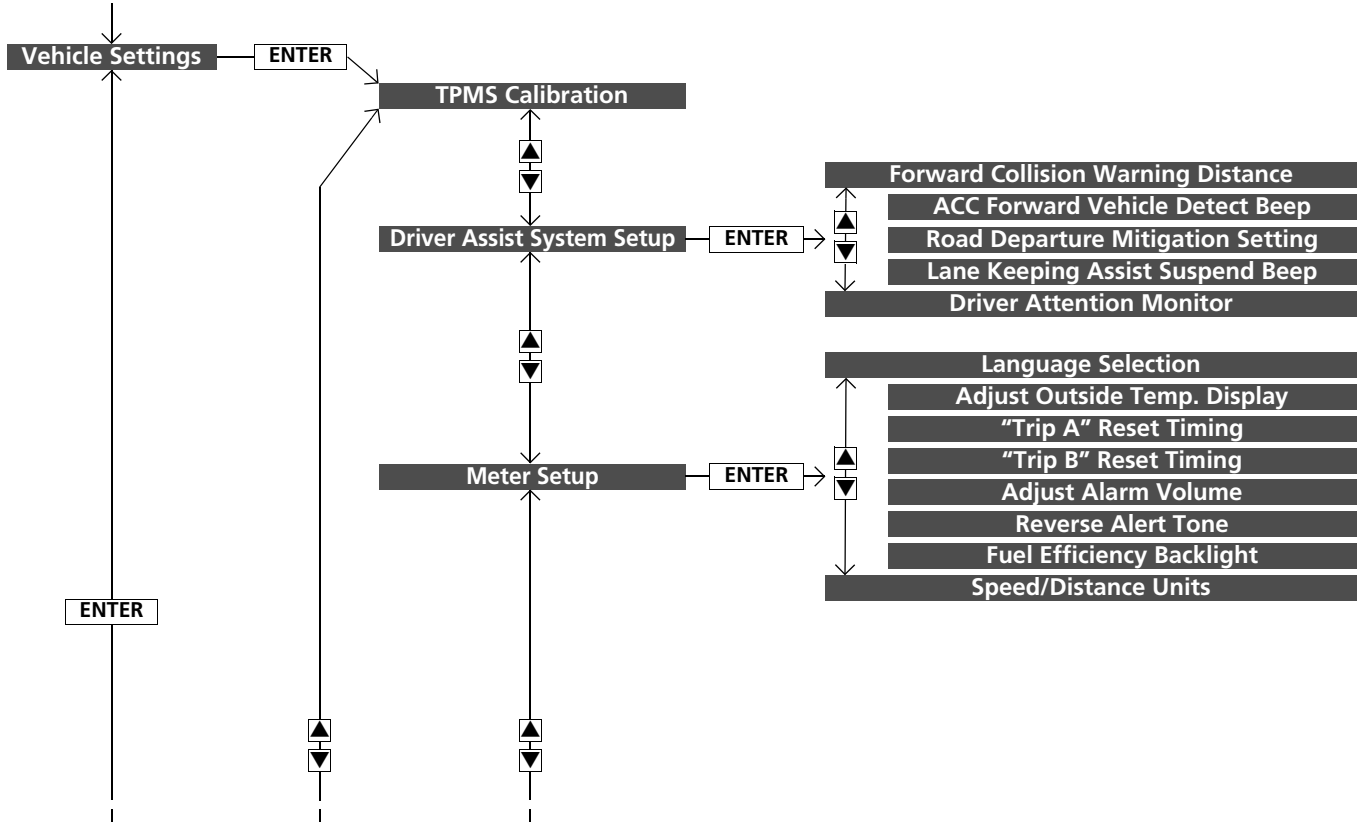 Vehicle Settings
ENTER
TPMS Calibration
Driver Assist System Setup
ENTER
Forward Collision Warning Distance
ACC Forward Vehicle Detect Beep
Road Departure Mitigation Setting
Lane Keeping Assist Suspend Beep
Driver Attention Monitor
Meter Setup
ENTER
Language Selection
Adjust Outside Temp. Display
“Trip A” Reset Timing
“Trip B” Reset Timing
Adjust Alarm Volume
Reverse Alert Tone
Fuel Efficiency Backlight
Speed/Distance Units
ENTER